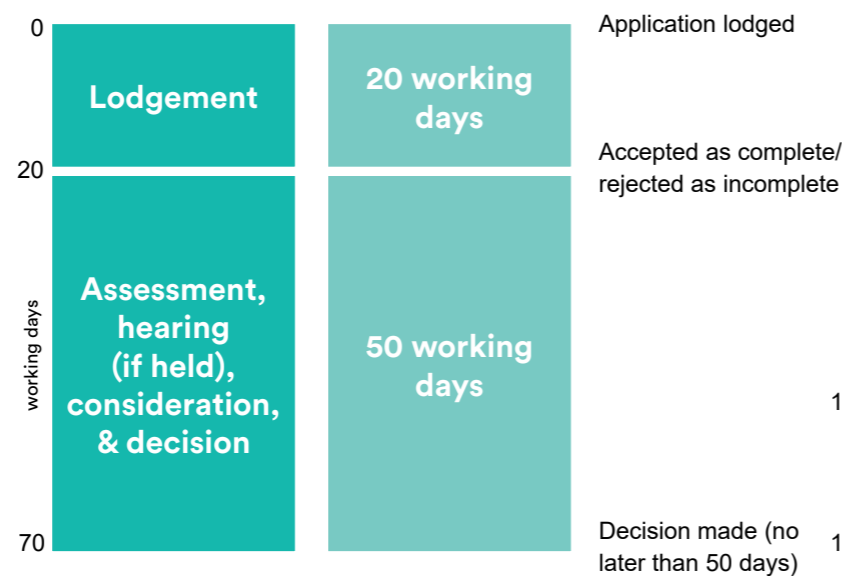 0
Lodgement
20 working
days
Application lodged
20
Accepted as complete/
rejected as incomplete
working days
Assessment,
hearing
(if held),
consideration,
& decision
50 working
days
1
70
Decision made (no
later than 50 days)
1